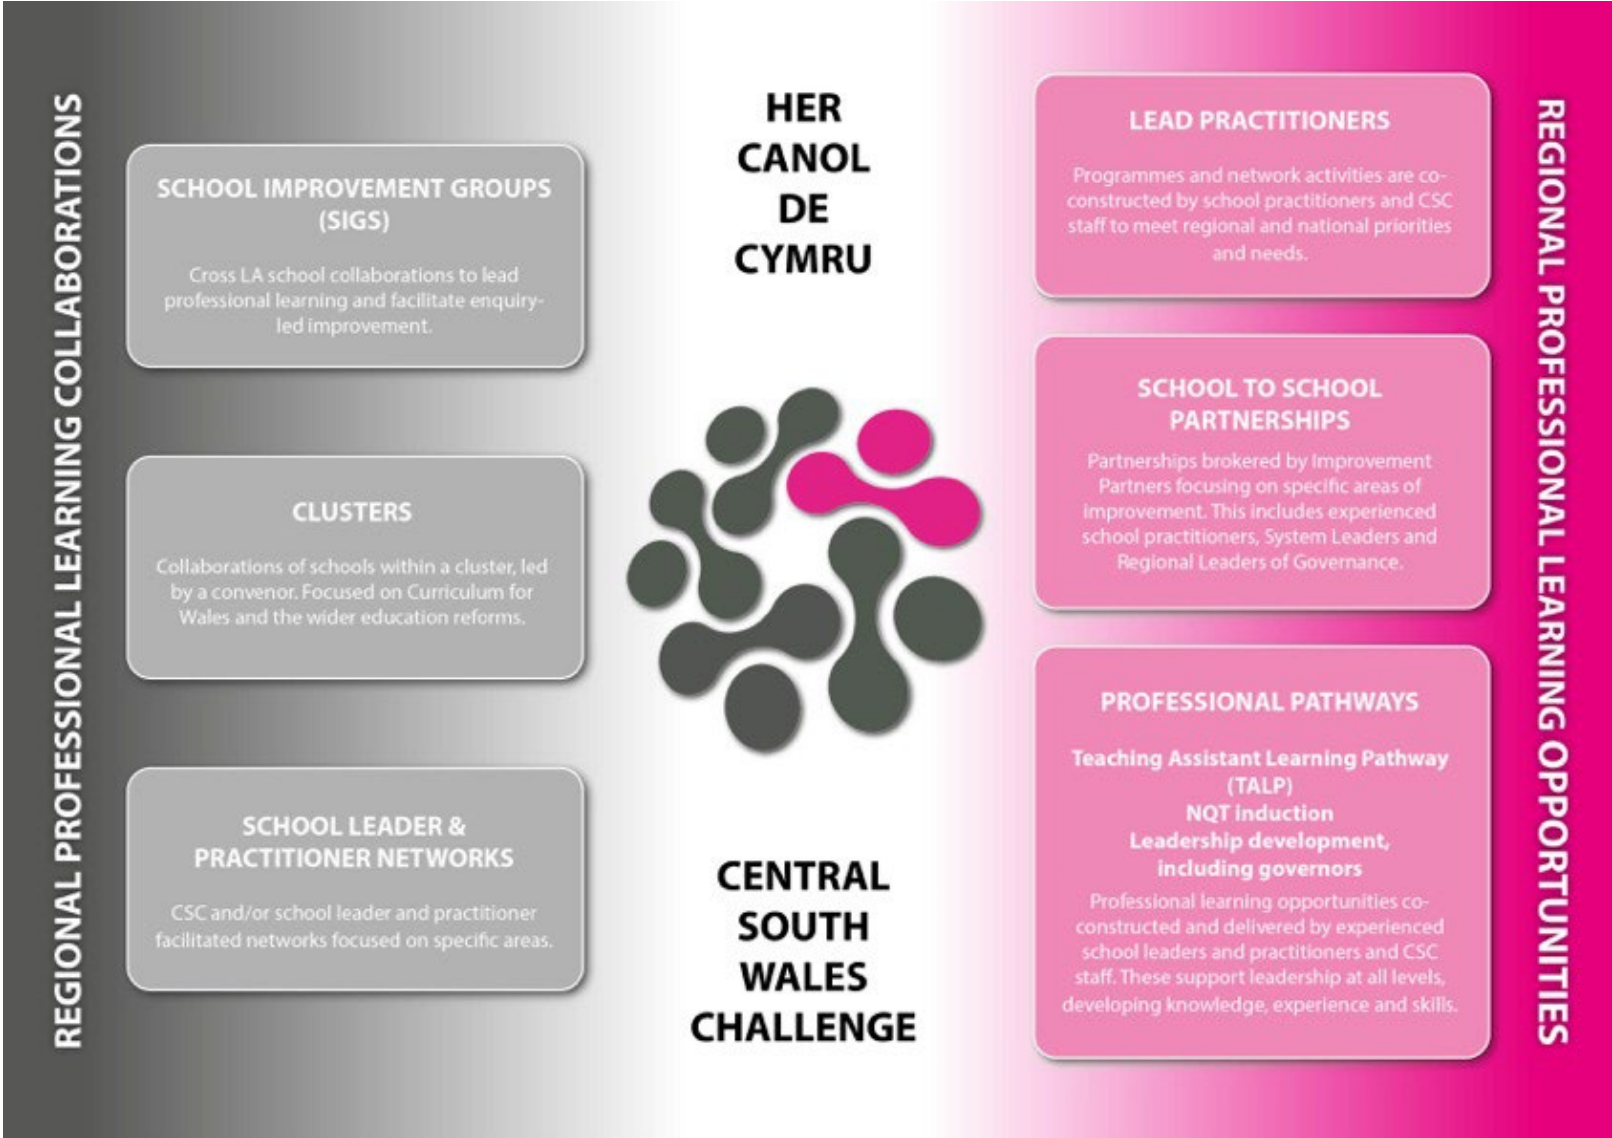 REGIONAL PROFESSIONAL LEARNING COLLABORATIONS
SCHOOL IMPROVEMENT GROUPS
(SIGS)
Cross LA school collaborations to lead
professional learning and facilitate enquiry-
led improvement.
CLUSTERS
Collaborations of schools within a cluster, led
by a convenor. Focused on Curriculum for
Wales and the wider education reforms.
SCHOOL LEADER &
PRACTITIONER NETWORKS
CSC and/or school leader and practitioner
facilitated networks focused on specific areas.
HER
CANOL
DE
CYMRU
CENTRAL
SOUTH
WALES
CHALLENGE
LEAD PRACTITIONERS
Programmes and network activities are co-
constructed by school practitioners and CSC
staff to meet regional and national priorities
and needs.
SCHOOL TO SCHOOL
PARTNERSHIPS
Partnerships brokered by Improvement
Partners focusing on specific areas of
improvement. This includes experienced
school practitioners, System Leaders and
Regional Leaders of Governance.
PROFESSIONAL PATHWAYS
Teaching Assistant Learning Pathway
(TALP)
NQT induction
Leadership development,
including governors
Professional learning opportunities co-
constructed and delivered by experienced
school leaders and practitioners and CSC
staff. These support leadership at all levels,
developing knowledge, experience and skills.
REGIONAL PROFESSIONAL LEARNING OPPORTUNITIES